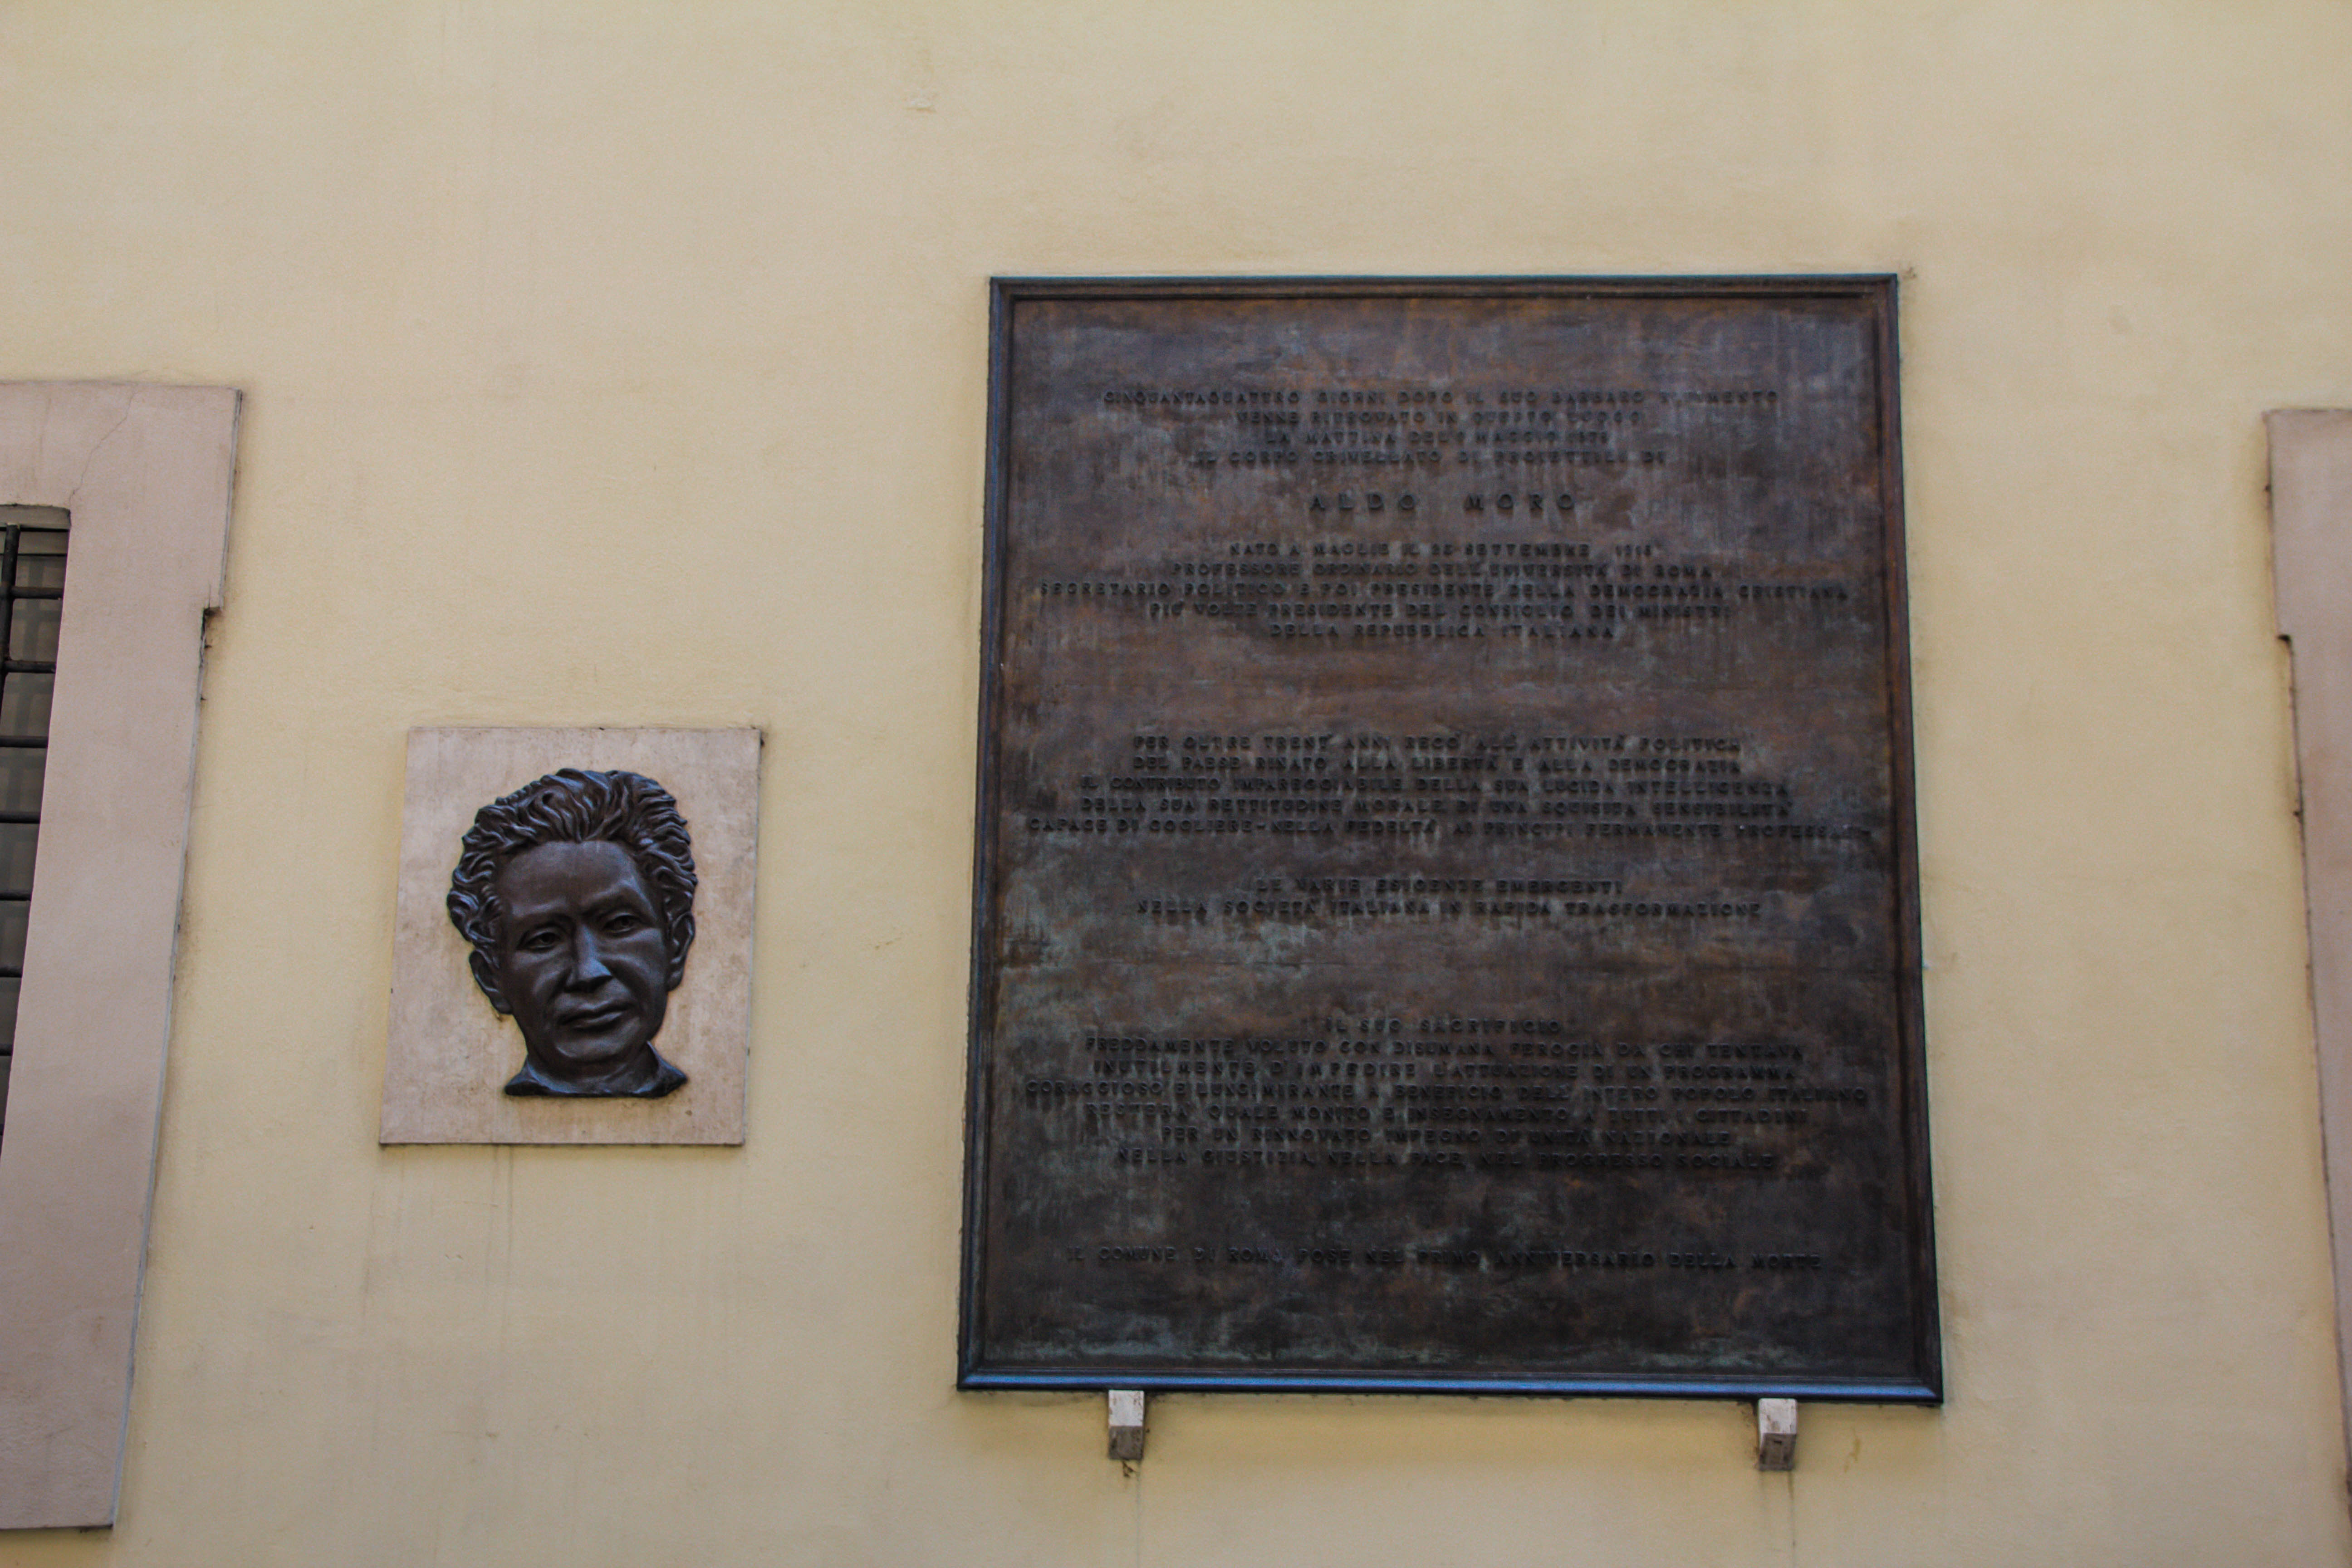 CINQUANTAQUATTRO GIORNI DOPO IL SUO BARBARO RAPIMENTO
VENNE RITROVATO IN QUESTO LUOGO
LA MATTINA DEL 9 MAGGIO 1978
IL CORPO CRIVELLATO DI PROIETTILI DI
ALDO MORO
NATO A MAGLIE IL 23 SETTEMBRE 1916
PROFESSORE ORDINARIO DELL'UNIVERSITÀ DI ROMA
SEGRETARIO POLITICO E POI PRESIDENTE DELLA DEMOCRAZIA CRISTIANA
PIÙ VOLTE PRESIDENTE DEL CONSIGLIO DEI MINISTRI
DELLA REPUBBLICA ITALIANA
PER OLTRE TRENT'ANNI RECÒ ALL'ATTIVITÀ POLITICA
DEL PAESE RINATO ALLA LIBERTÀ E ALLA DEMOCRAZIA
IL CONTRIBUTO IMPAREGGIABILE DELLA SUA LUCIDA INTELLIGENZA
DELLA SUA RETTITUDINE MORALE DI UNA SQUISITA SENSIBILITÀ
CAPACE DI COGLIERE-NELLA FEDELTÀ AI PRINCIPI FERMAMENTE PROFESSATI-
LE VARIE ESIGENZE EMERGENTI
NELLA SOCIETÀ ITALIANA IN RAPIDA TRASFORMAZIONE
IL SUO SACRIFICIO
FREDDAMENTE VOLUTO CON DISUMANA FEROCIA DA CHI TENTAVA
INUTILMENTE D'IMPEDIRE L'ATTUAZIONE DI UN PROGRAMMA
CORAGGIOSO E LUNGIMIRANTE A BENEFICIO DELL'INTERO POPOLO ITALIANO
RESTERÀ QUALE MONITO E INSEGNAMENTO A TUTTI I CITTADINI
PER UN RINNOVATO IMPEGNO DI UNITÀ NAZIONALE
NELLA GIUSTIZIA, NELLA PACE, NEL PROGRESSO SOCIALE
IL COMUNE DI ROMA POSE NEL PRIMO ANNIVERSARIO DELLA MORTE